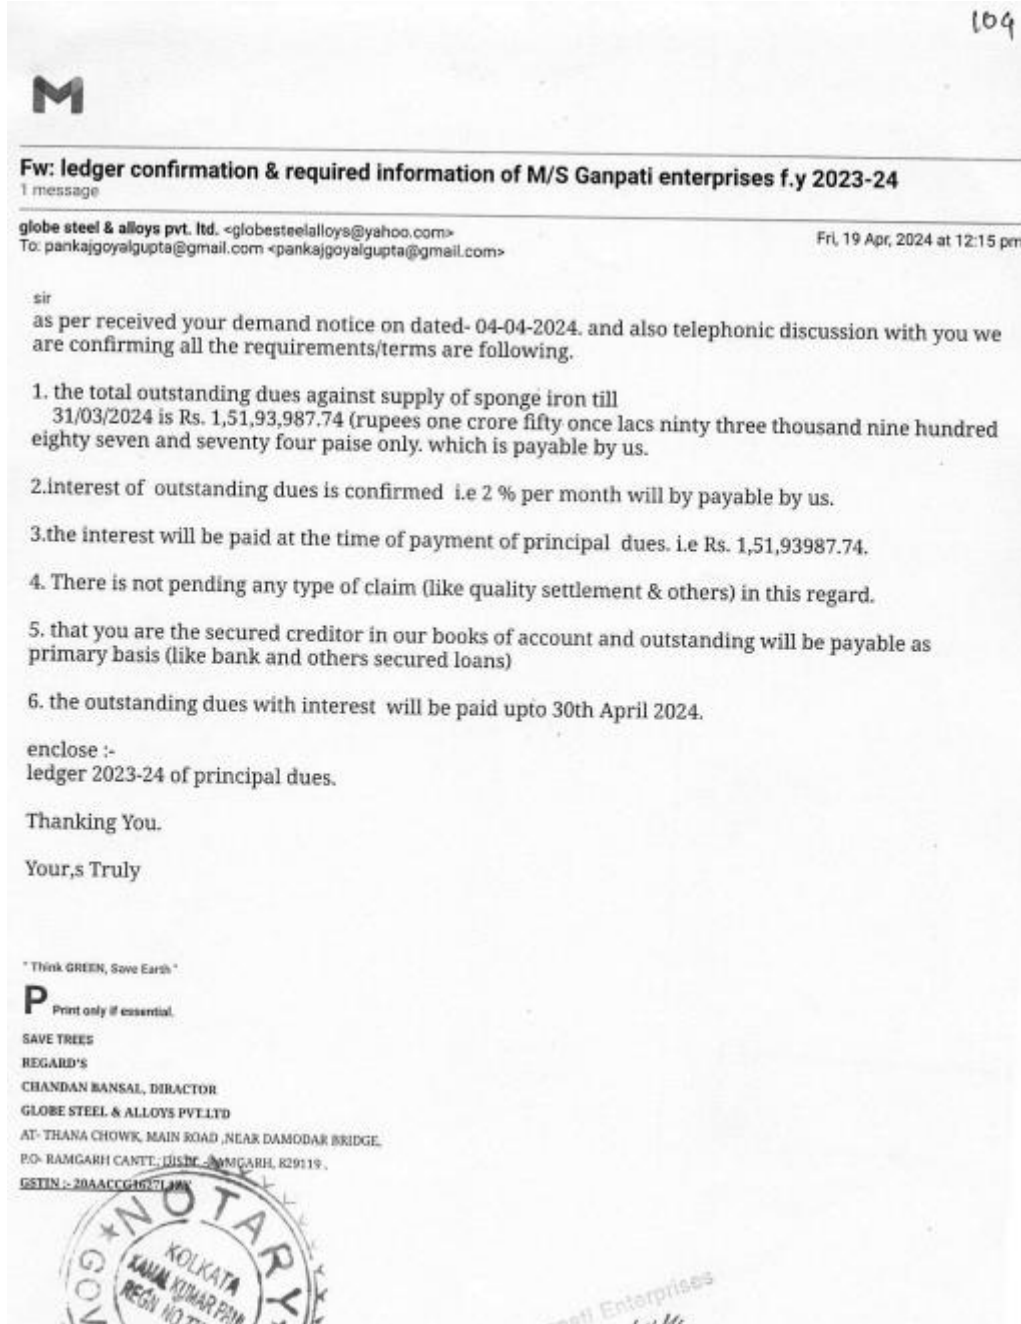 109
M
Fw: ledger confirmation & required information of M/S Ganpati enterprises f.y 2023-24
1 message
globe steel & alloys pvt. ltd. <globesteelalloys@yahoo.com>
To: pankajgoyalgupta@gmail.com <pankajgoyalgupta@gmail.com>
Fri, 19 Apr, 2024 at 12:15 pm
sir
as per received your demand notice on dated- 04-04-2024. and also telephonic discussion with you we
are confirming all the requirements/terms are following.
1. the total outstanding dues against supply of sponge iron till
31/03/2024 is Rs. 1,51,93,987.74 (rupees one crore fifty once lacs ninty three thousand nine hundred
eighty seven and seventy four paise only. which is payable by us.
2.interest of outstanding dues is confirmed i.e 2 % per month will by payable by us.
3.the interest will be paid at the time of payment of principal dues. i.e Rs. 1,51,93987.74.
4. There is not pending any type of claim (like quality settlement & others) in this regard.
5. that you are the secured creditor in our books of account and outstanding will be payable as
primary basis (like bank and others secured loans)
6. the outstanding dues with interest will be paid upto 30th April 2024.
enclose :-
ledger 2023-24 of principal dues.
Thanking You.
Your,s Truly
" Think GREEN, Save Earth "
P Print only if essential.
SAVE TREES
REGARD'S
CHANDAN BANSAL, DIRACTOR
GLOBE STEEL & ALLOYS PVT.LTD
AT- THANA CHOWK, MAIN ROAD ,NEAR DAMODAR BRIDGE,
P.O- RAMGARH CANTT., DISTT.-RAMGARH, 829119 .
GSTIN :-
NOTARY
GOV
KOLKATA
KUMAR
REGN NO
Enterprises